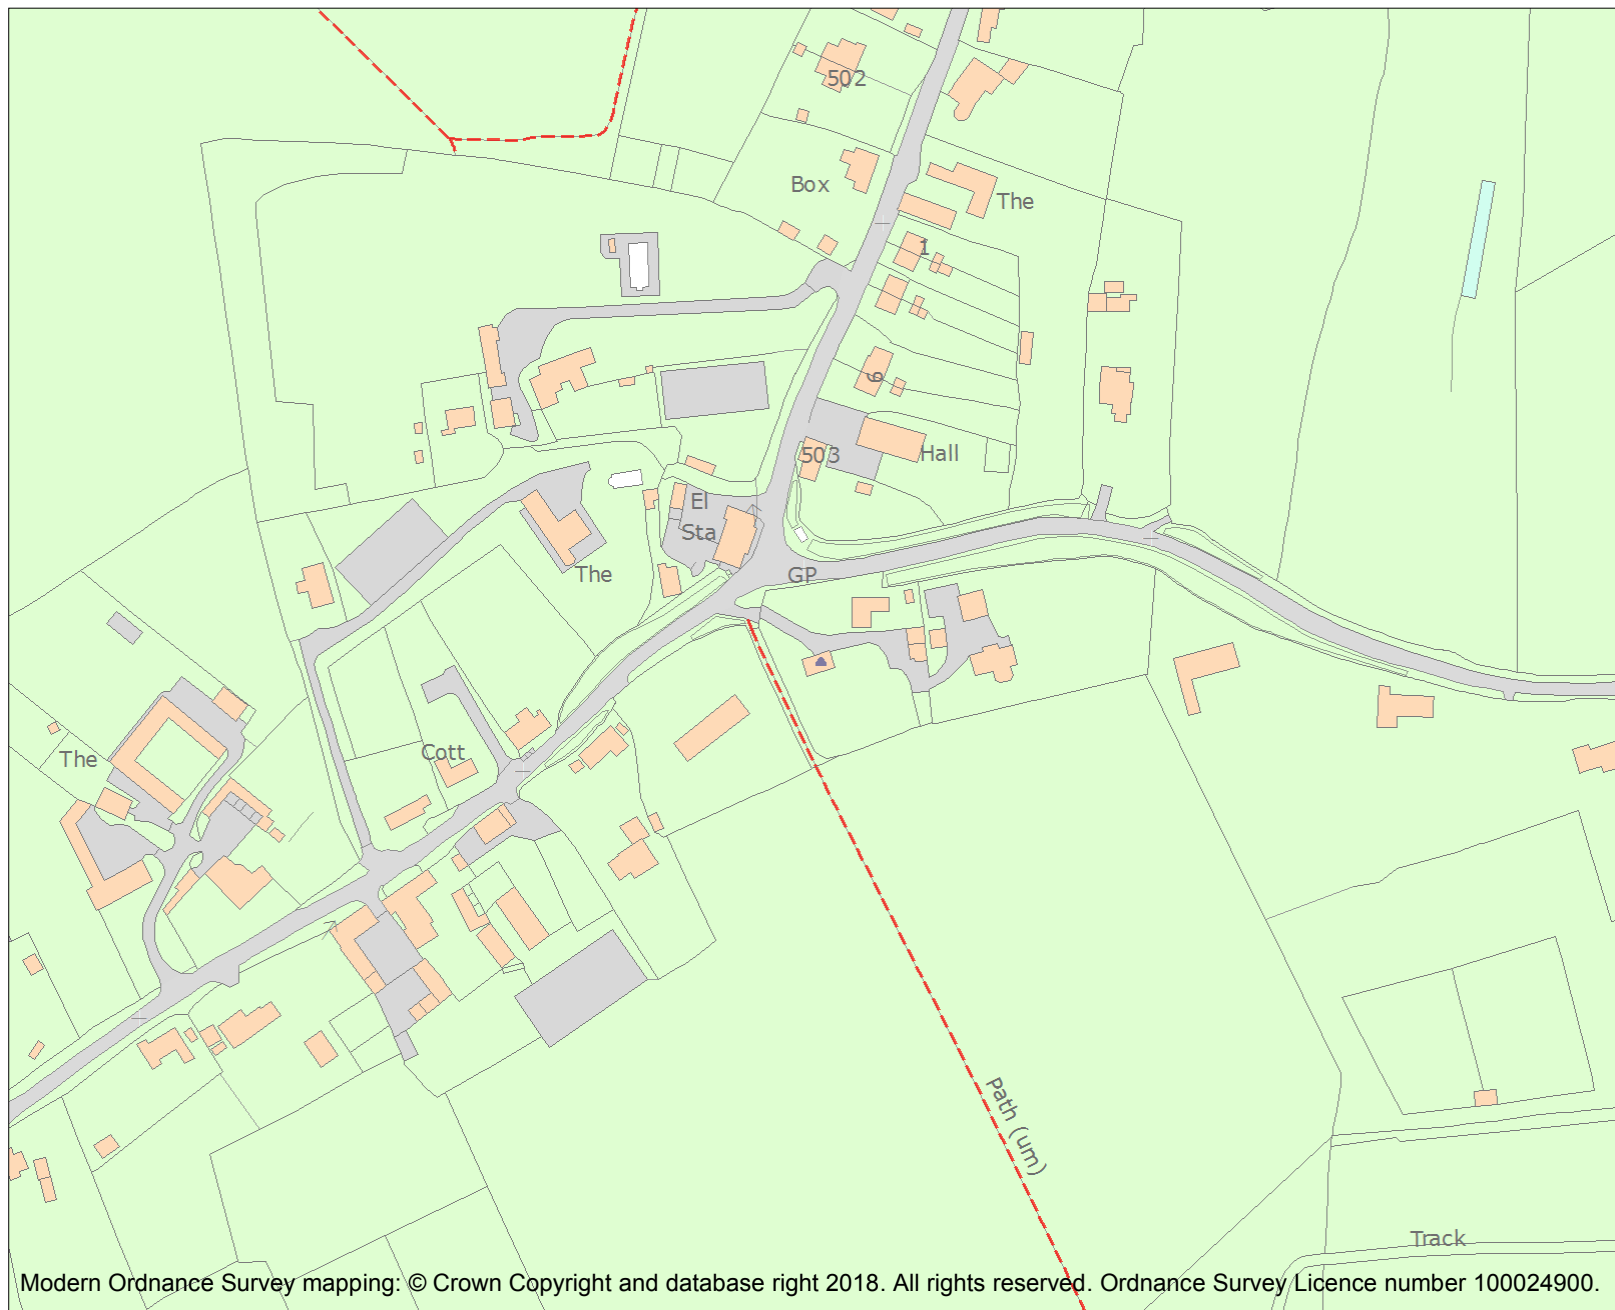 502
Box
The
1
6
503
Hall
El
Sta
The
GP
Cott
The
Path (um)
Track
Modern Ordnance Survey mapping: © Crown Copyright and database right 2018. All rights reserved. Ordnance Survey Licence number 100024900.